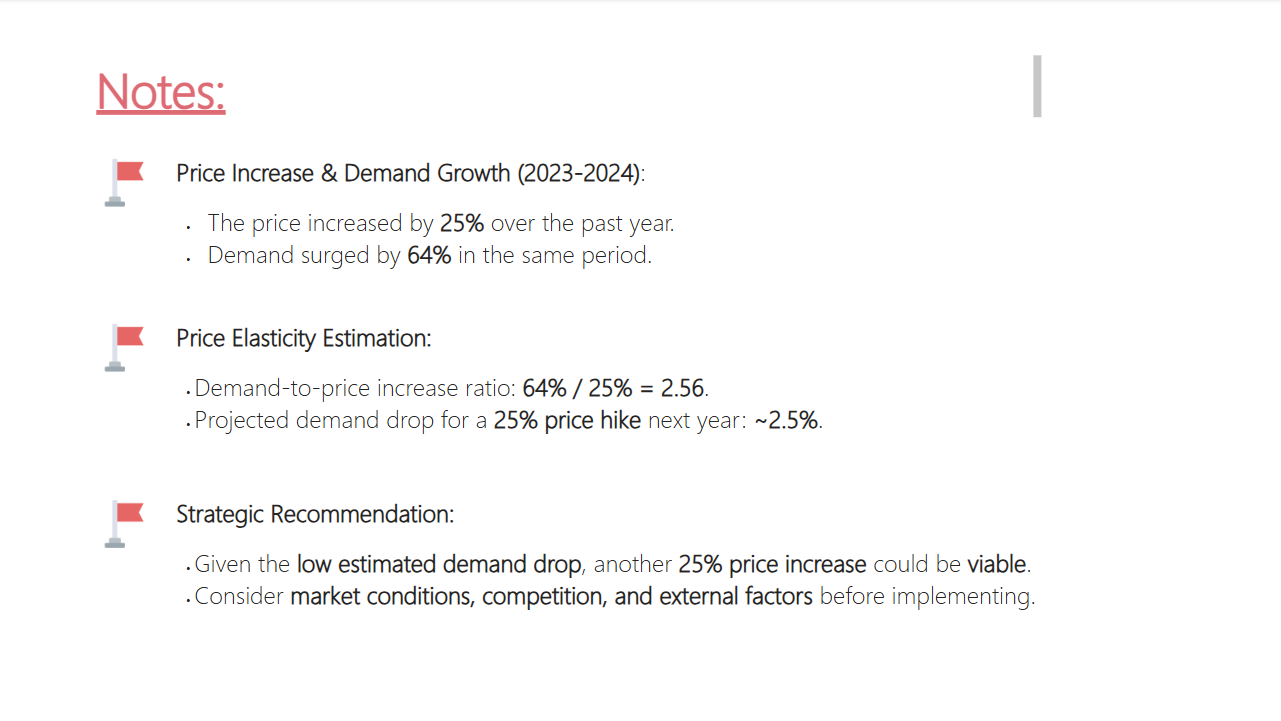 Notes:
Price Increase & Demand Growth (2023-2024):
• The price increased by 25% over the past year.
• Demand surged by 64% in the same period.
Price Elasticity Estimation:
• Demand-to-price increase ratio: 64% / 25% = 2.56.
• Projected demand drop for a 25% price hike next year: ~2.5%.
Strategic Recommendation:
• Given the low estimated demand drop, another 25% price increase could be viable.
• Consider market conditions, competition, and external factors before implementing.